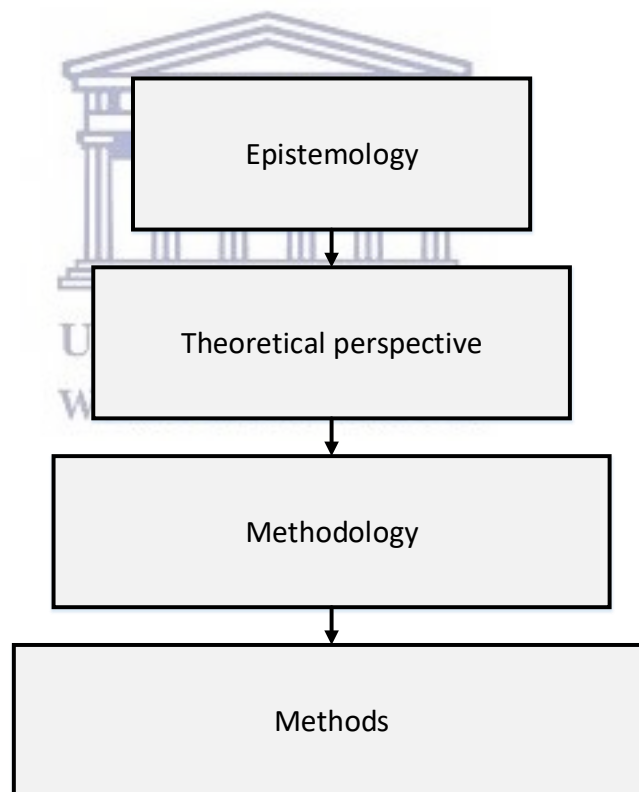 Epistemology
Theoretical perspective
U
W
Methodology
Methods